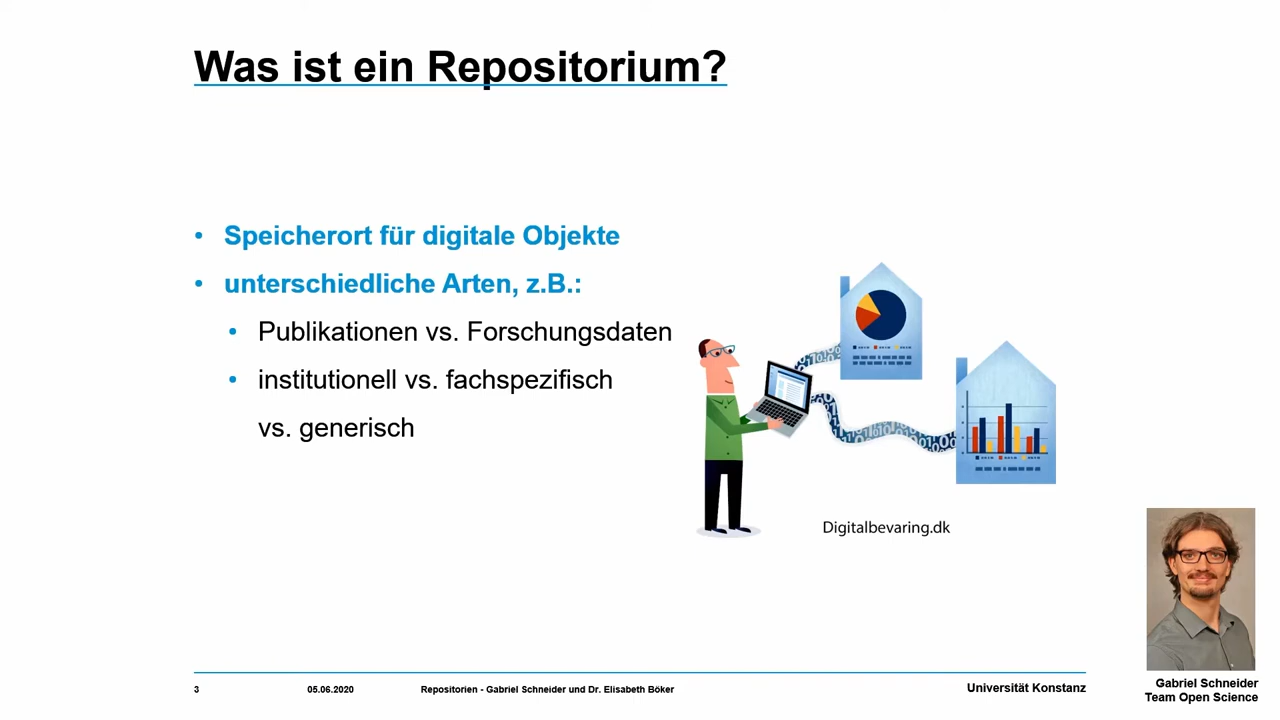 Was ist ein Repositorium?
• Speicherort für digitale Objekte
• unterschiedliche Arten, z.B.:
• Publikationen vs. Forschungsdaten
• institutionell vs. fachspezifisch
vs. generisch
Digitalbevaring.dk
3 05.06.2020 Repositorien - Gabriel Schneider und Dr. Elisabeth Böker Universität Konstanz
Gabriel Schneider
Team Open Science